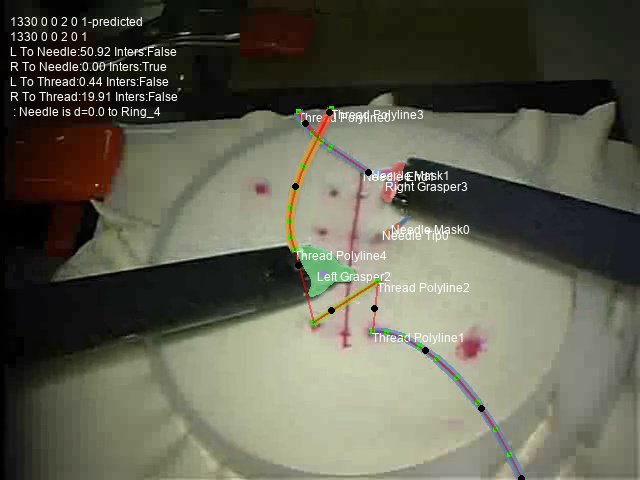 1330 0 0 2 0 1-predicted
1330 0 0 2 0 1
L To Needle:50.92 Inters:False
R To Needle:0.00 Inters:True
L To Thread:0.44 Inters:False
R To Thread:19.91 Inters:False
: Needle is d=0.0 to Ring_4
Thread Polyline0
Thread Polyline3
Needle End1
Needle Mask1
Right Grasper3
Needle Mask0
Needle Tip0
Thread Polyline4
Left Grasper2
Thread Polyline2
Thread Polyline1